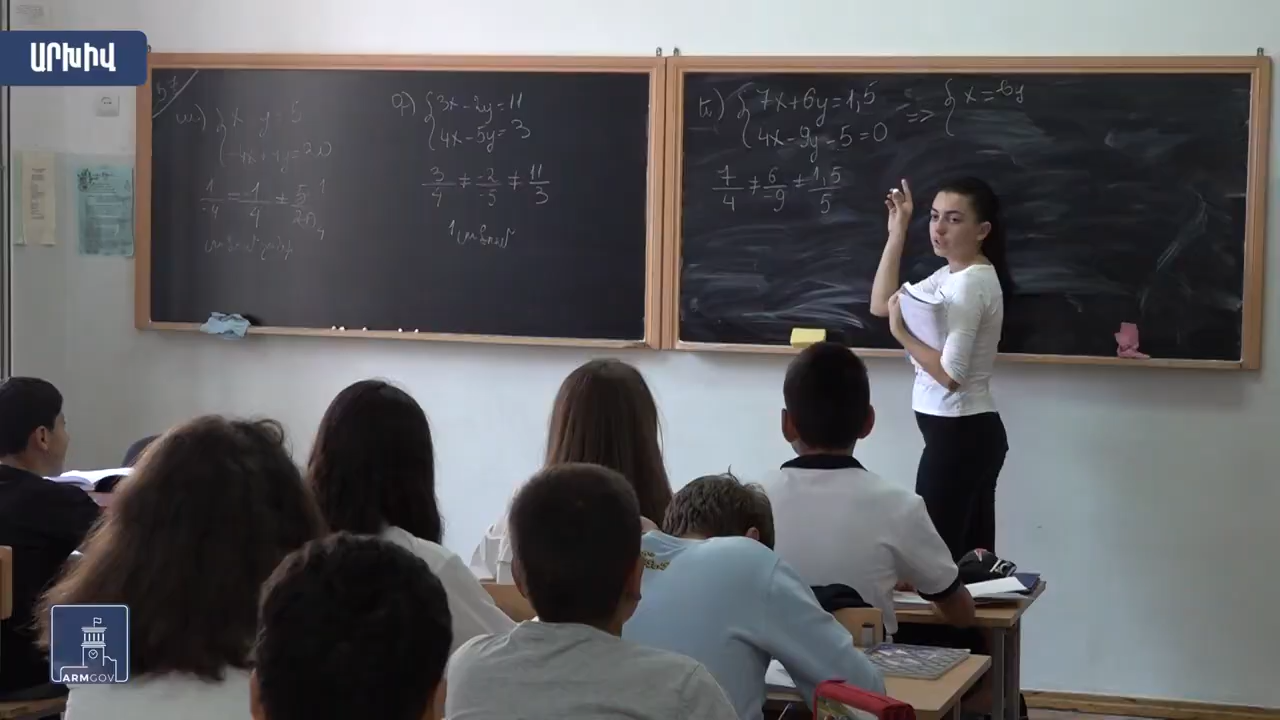 ԱՐԽԻՎ
57
ա.) { x - y = 5
-4x + 4y = 20
1/-4 = -1/4 ≠ 5/20
գ) { 3x - 2y = 11
4x - 5y = 3
3/4 ≠ -2/-5 ≠ 11/3
7x + 6y = 1,5 => { x = 6y
4x - 9y - 5 = 0
7/4 ≠ 6/-9 ≠ 1,5/5
ARMGOV